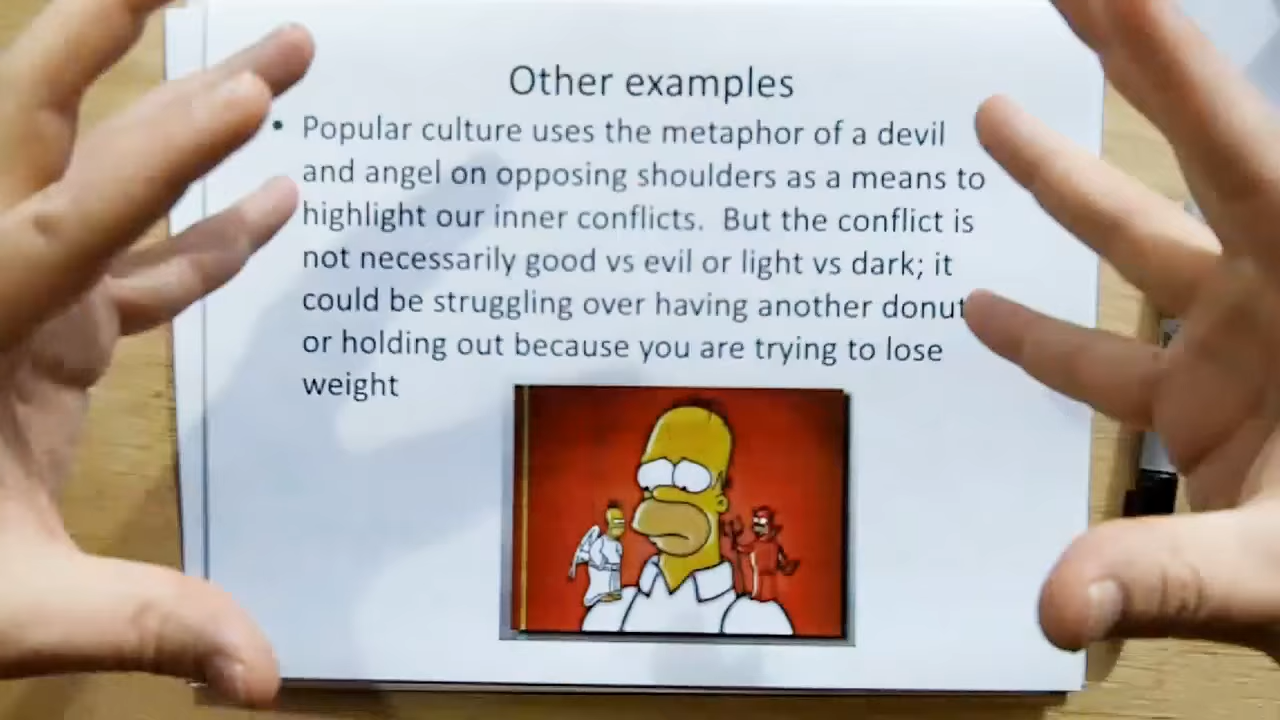 Other examples
• Popular culture uses the metaphor of a devil
and angel on opposing shoulders as a means to
highlight our inner conflicts.  But the conflict is
not necessarily good vs evil or light vs dark; it
could be struggling over having another donut
or holding out because you are trying to lose
weight